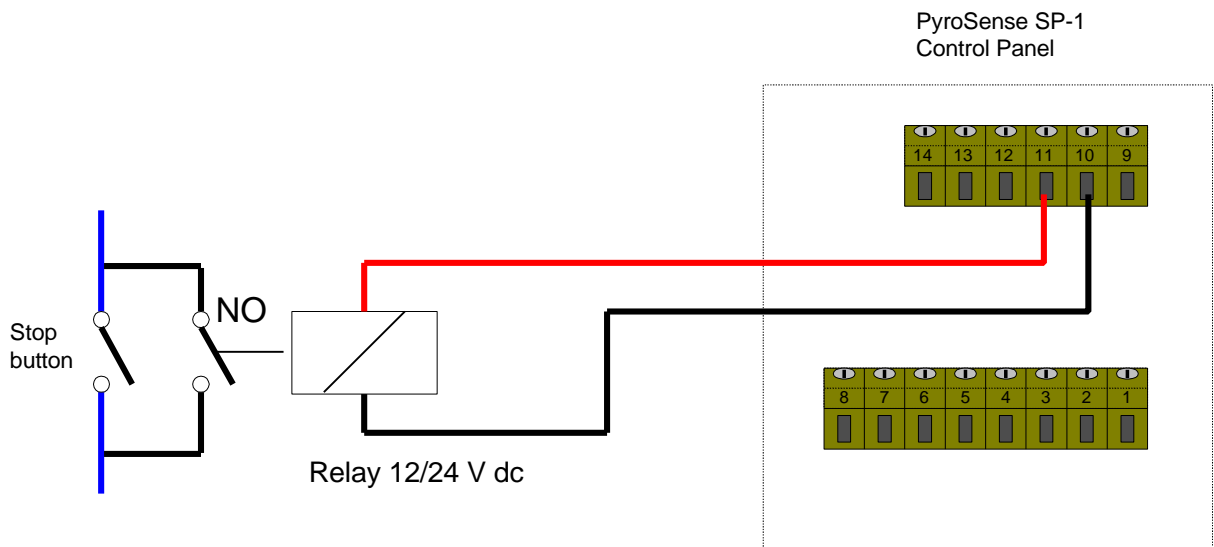 PyroSense SP-1
Control Panel
14 13 12 11 10 9
NO
Stop
button
8 7 6 5 4 3 2 1
Relay 12/24 V dc